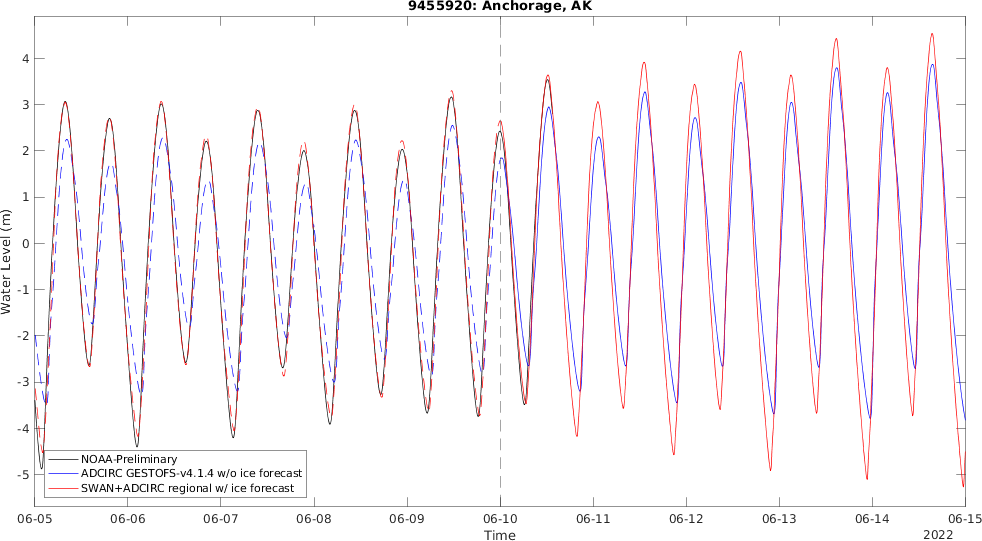 9455920: Anchorage, AK
Water Level (m)
4
3
2
1
0
-1
-2
-3
-4
-5
NOAA-Preliminary
ADCIRC GESTOFS-v4.1.4 w/o ice forecast
SWAN+ADCIRC regional w/ ice forecast
06-05 06-06 06-07 06-08 06-09 06-10 06-11 06-12 06-13 06-14 06-15
Time
2022